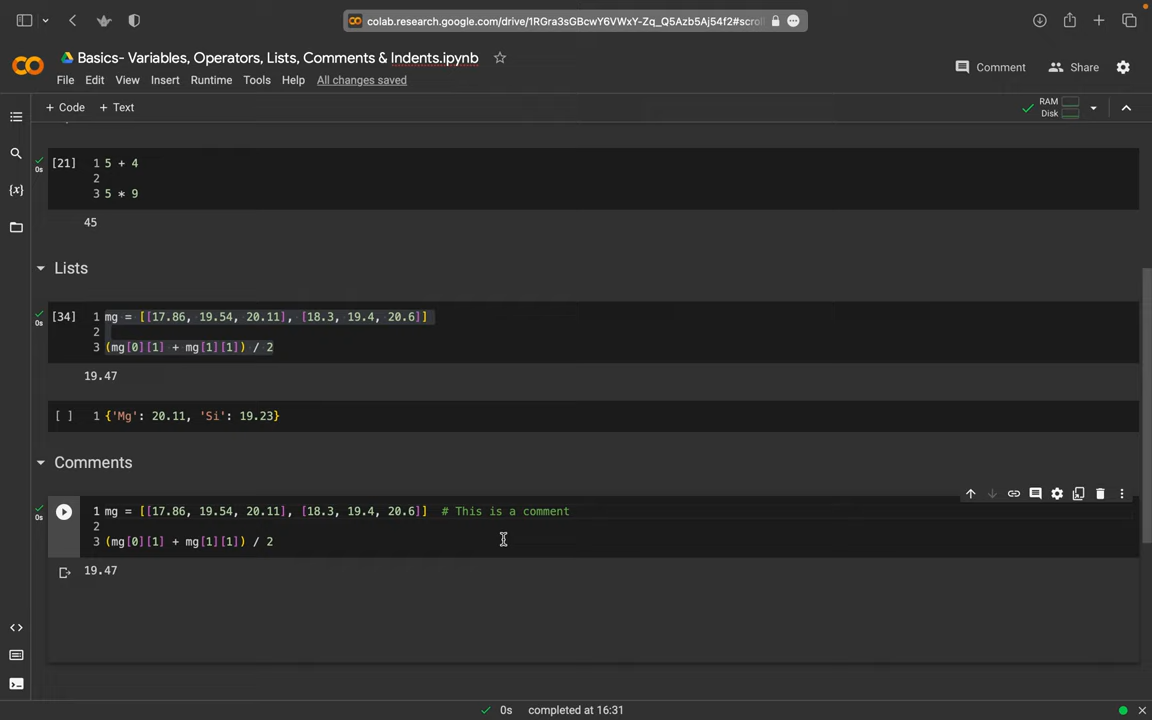 colab.research.google.com/drive/1RGra3sGBcwY6VWxY-Zq_Q5Azb5Aj54f2#scrol
Basics- Variables, Operators, Lists, Comments & Indents.ipynb
Comment
Share
File Edit View Insert Runtime Tools Help All changes saved
+ Code + Text
RAM
Disk
[21] 1 5 + 4
0s
2
3 5 * 9
45
Lists
[34] 1 mg = [[17.86, 19.54, 20.11], [18.3, 19.4, 20.6]]
0s
2
3 (mg[0][1] + mg[1][1]) / 2
19.47
[ ] 1 {'Mg': 20.11, 'Si': 19.23}
Comments
1 mg = [[17.86, 19.54, 20.11], [18.3, 19.4, 20.6]] # This is a comment
0s
2
3 (mg[0][1] + mg[1][1]) / 2
19.47
0s completed at 16:31